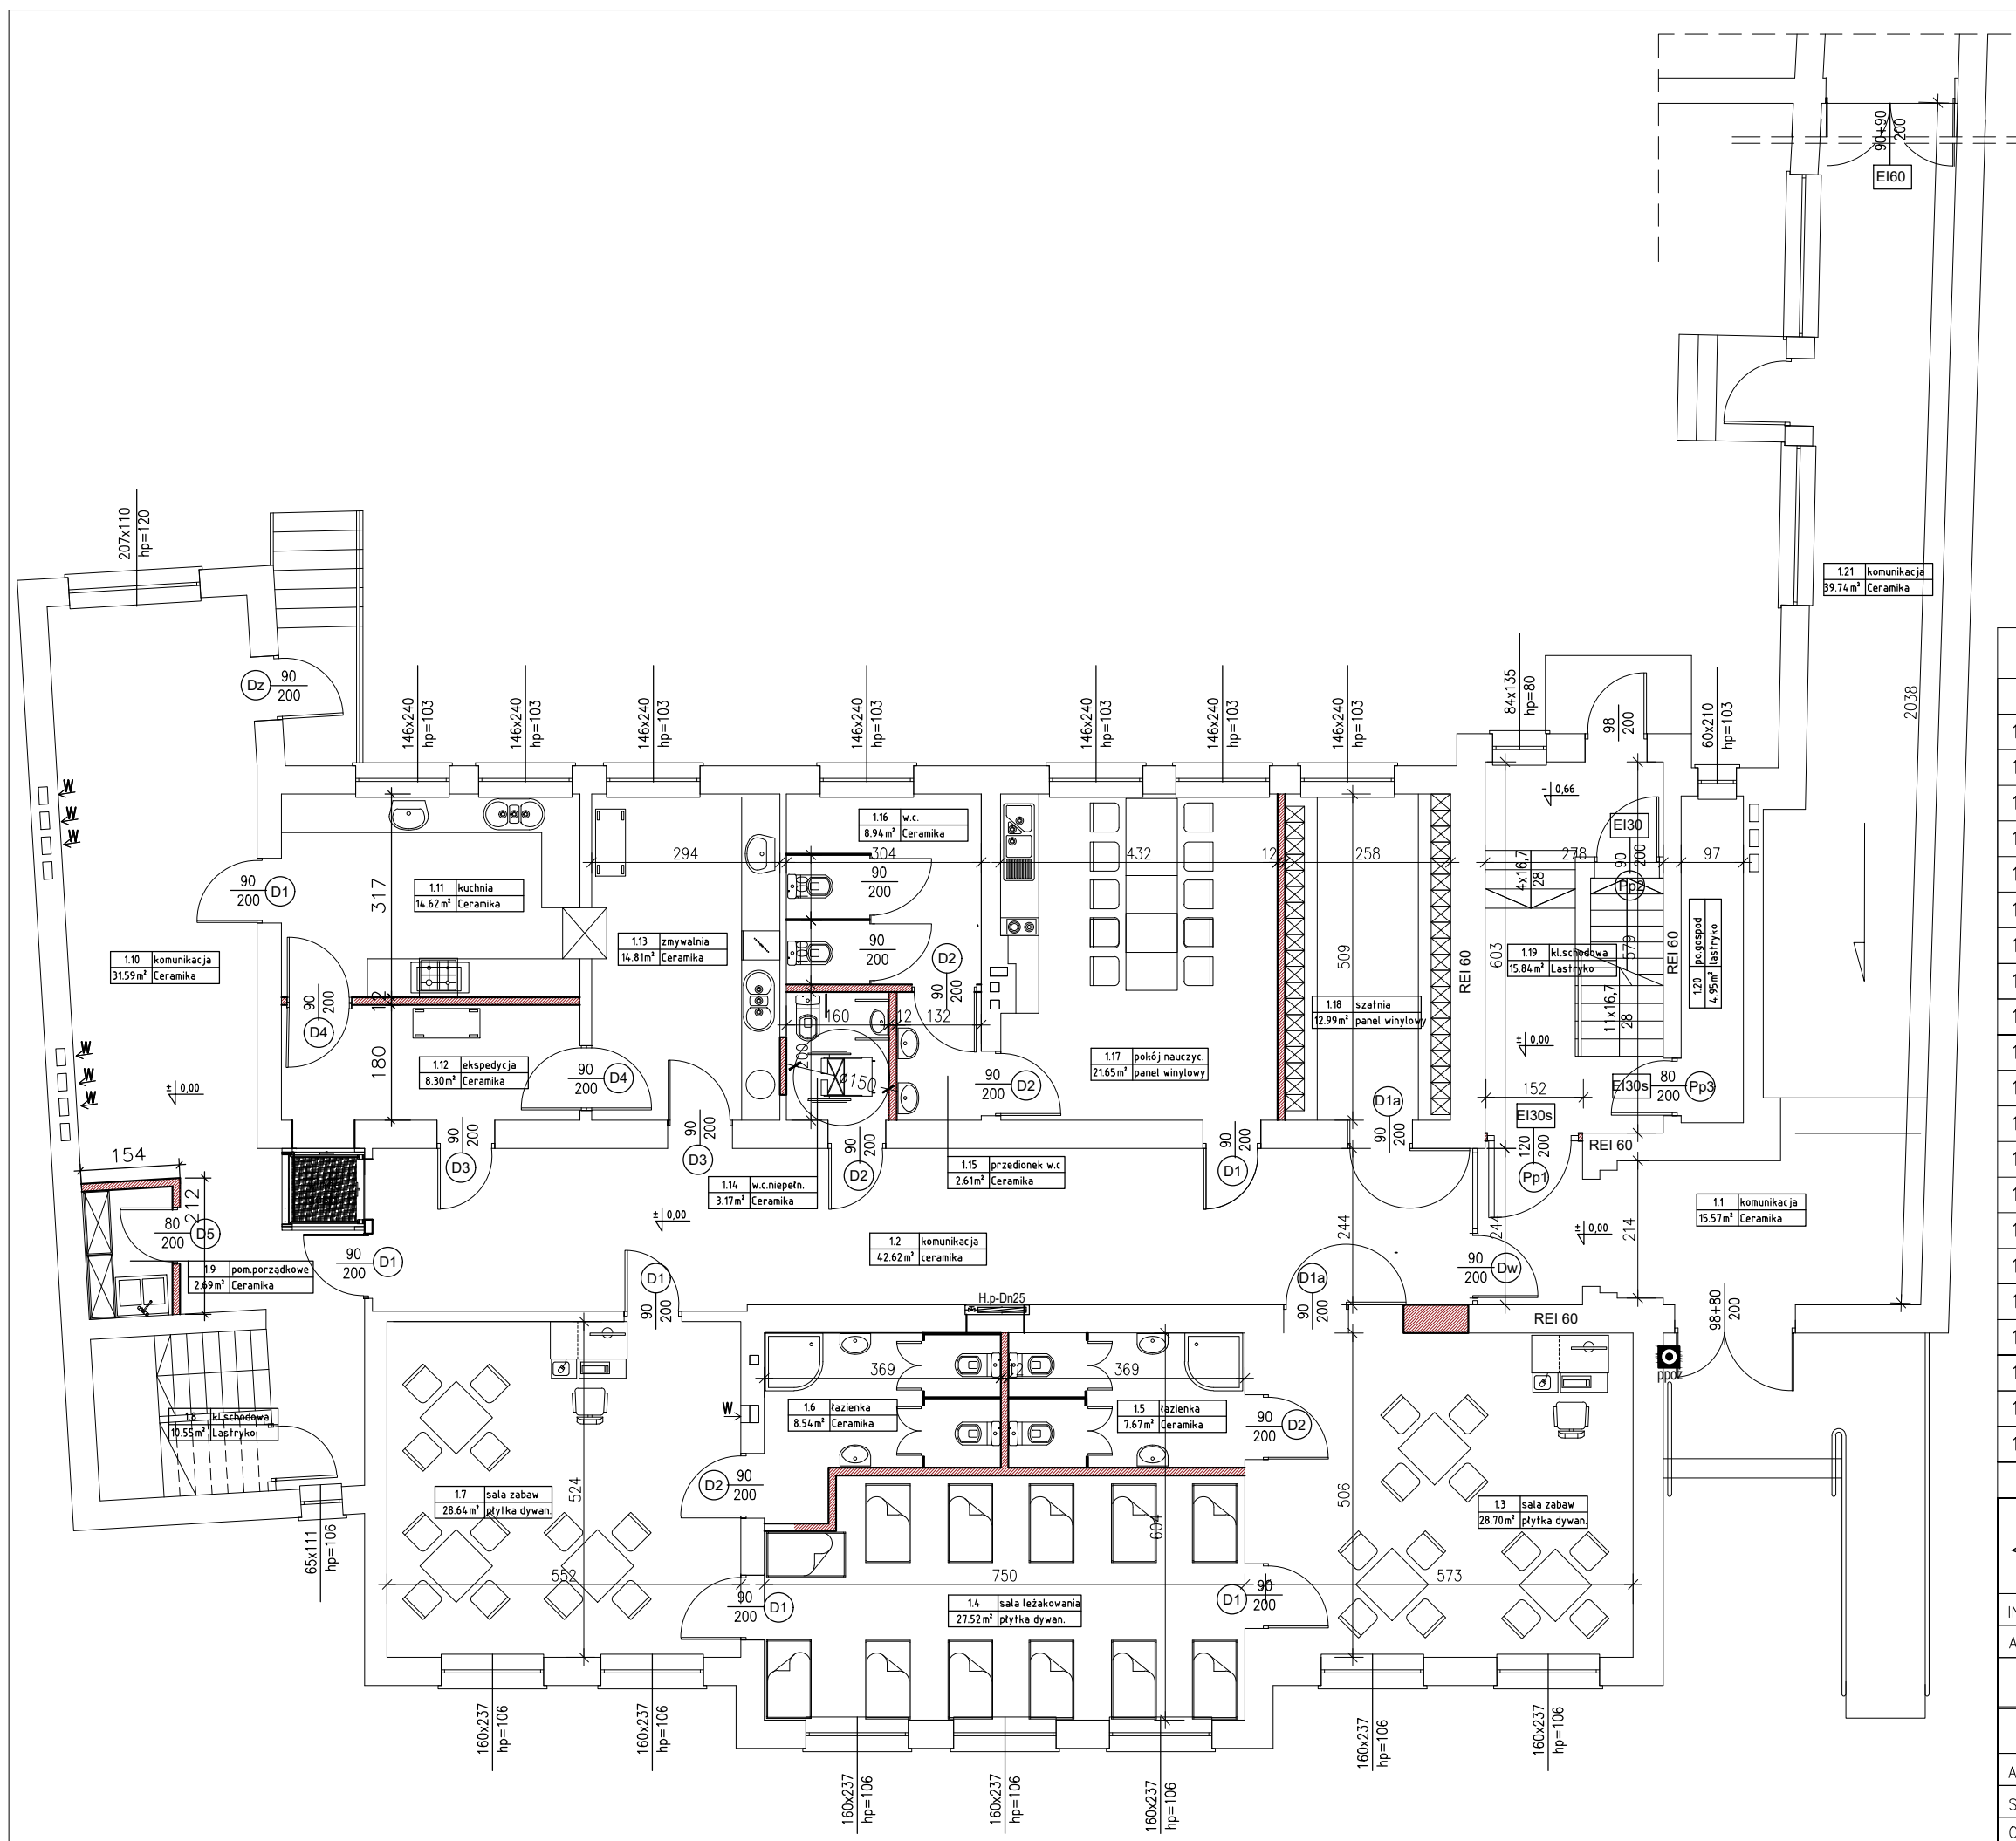 90+90
200
EI60
207x110
hp=120
1.21 komunikacja
39.74m² Ceramika
2038
Dz 90
200
146x240
hp=103
146x240
hp=103
146x240
hp=103
146x240
hp=103
146x240
hp=103
146x240
hp=103
146x240
hp=103
84x135
hp=80
98
200
60x210
hp=103
W
W
W
- 0,66
1.16 w.c.
8.94m² Ceramika
EI30
90
200
Pp2
294
304
432
12
258
278
97
90
200
4x16,7
28
90
200 D1
317
1.11 kuchnia
14.62m² Ceramika
1.10 komunikacja
31.59m² Ceramika
1.13 zmywalnia
14.81m² Ceramika
90
200
D2
90
200
509
REI 60
603
1.19 kl.schodowa
15.84m² Lastryko
579
REI 60
1.20 po.gospod
4.95m² lastryko
12
90
200
D4
160
12
132
1.18 szatnia
12.99m² panel winylowy
11x16,7
28
W
W
W
180
1.12 ekspedycja
8.30m² Ceramika
90
200 D4
200
ø150
90
200 D2
1.17 pokój nauczyc.
21.65m² panel winylowy
± 0,00
± 0,00
EI30s 80
200 Pp3
152
D1a
90
200
EI30s
120
200
Pp1
REI 60
90
200
D3
90
200
D3
90
200
D2
90
200
D1
154
212
1.14 w.c.niepełn.
3.17m² Ceramika
1.15 przedionek w.c
2.61m² Ceramika
80
200 D5
± 0,00
1.2 komunikacja
42.62m² ceramika
244
244
± 0,00
214
1.1 komunikacja
15.57m² Ceramika
1.9 pom.porządkowe
2.69m² Ceramika
90
200 D1
D1
90
200
D1a
90
200
90
200 Dw
H.p-Dn25
REI 60
98+80
200
ppoż
369
12
369
1.8 kl.schodowa
10.55m² Lastryko
W
1.6 łazienka
8.54m² Ceramika
1.5 łazienka
7.67m² Ceramika
90
200 D2
524
D2 90
200
506
1.7 sala zabaw
28.64m² płytka dywan.
604
1.3 sala zabaw
28.70m² płytka dywan.
65x111
hp=106
552
750
573
90
200 D1
D1 90
200
1.4 sala leżakowania
27.52m² płytka dywan.
160x237
hp=106
160x237
hp=106
160x237
hp=106
160x237
hp=106
160x237
hp=106
160x237
hp=106
160x237
hp=106